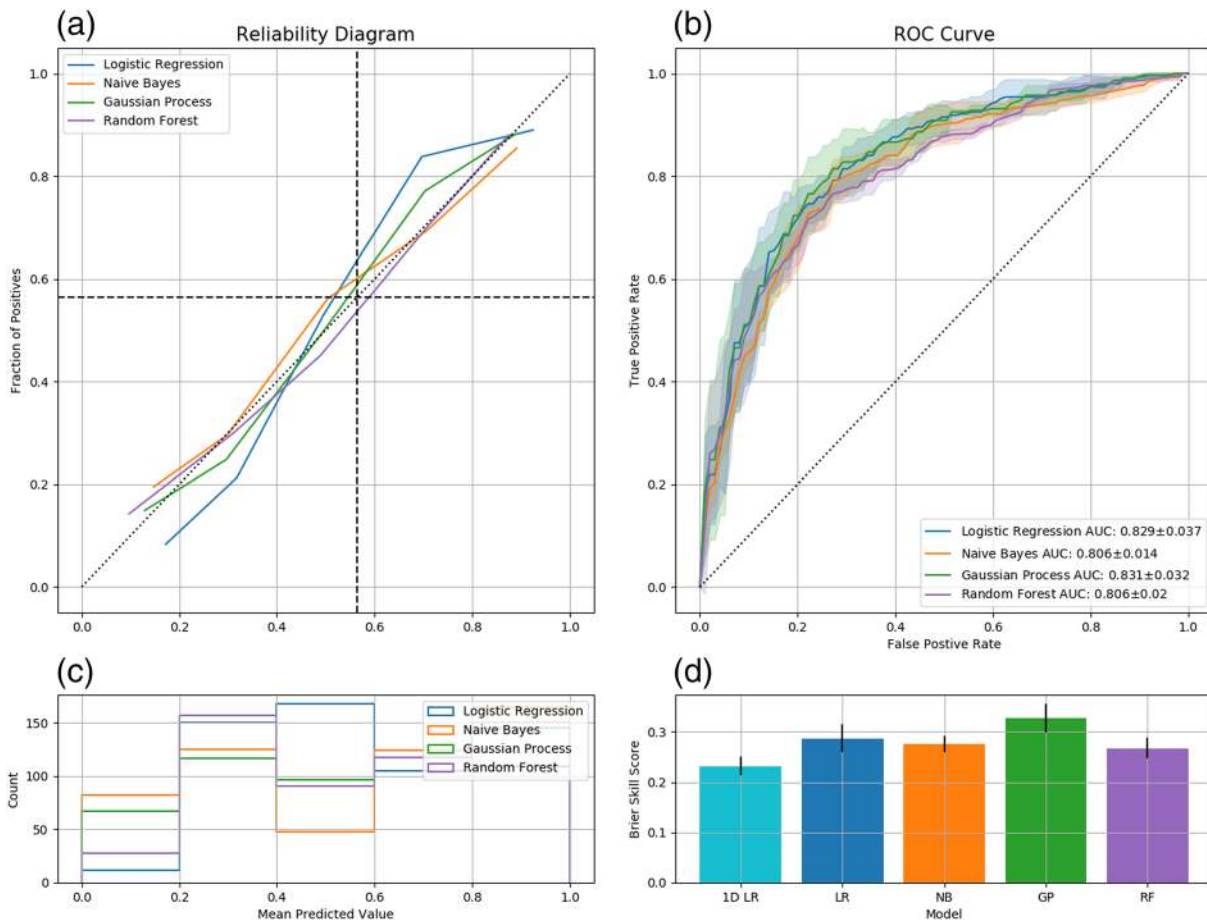 (a)
Reliability Diagram
Logistic Regression
Naive Bayes
Gaussian Process
Random Forest
1.0
0.8
0.6
0.4
0.2
0.0
Fraction of Positives
0.0 0.2 0.4 0.6 0.8 1.0
(b)
ROC Curve
1.0
0.8
0.6
0.4
0.2
0.0
True Positive Rate
Logistic Regression AUC: 0.829±0.037
Naive Bayes AUC: 0.806±0.014
Gaussian Process AUC: 0.831±0.032
Random Forest AUC: 0.806±0.02
0.0 0.2 0.4 0.6 0.8 1.0
False Postive Rate
(c)
150
100
50
0
Count
Logistic Regression
Naive Bayes
Gaussian Process
Random Forest
0.0 0.2 0.4 0.6 0.8 1.0
Mean Predicted Value
(d)
0.3
0.2
0.1
0.0
Brier Skill Score
1D LR LR NB GP RF
Model